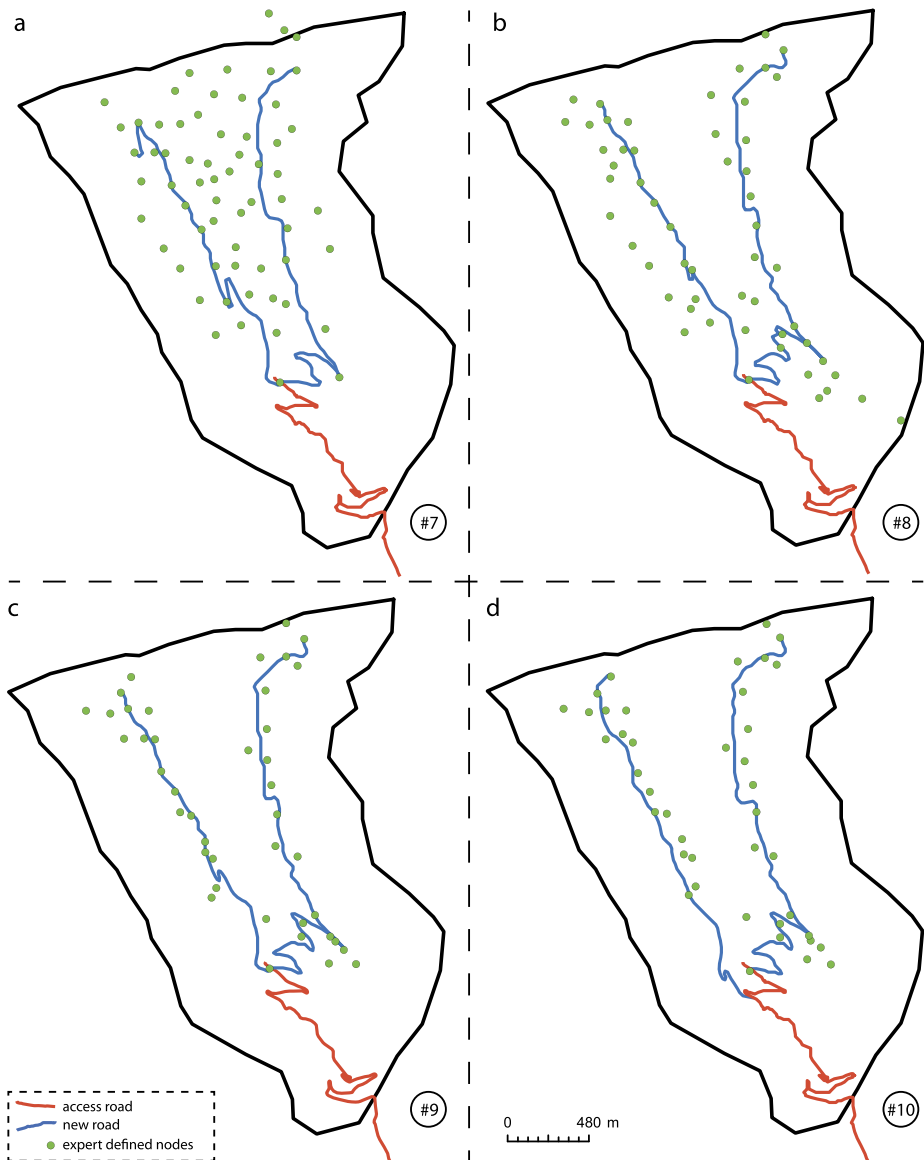 a
b
#7
#8
c
d
access road
new road
expert defined nodes
#9
0 480 m
#10